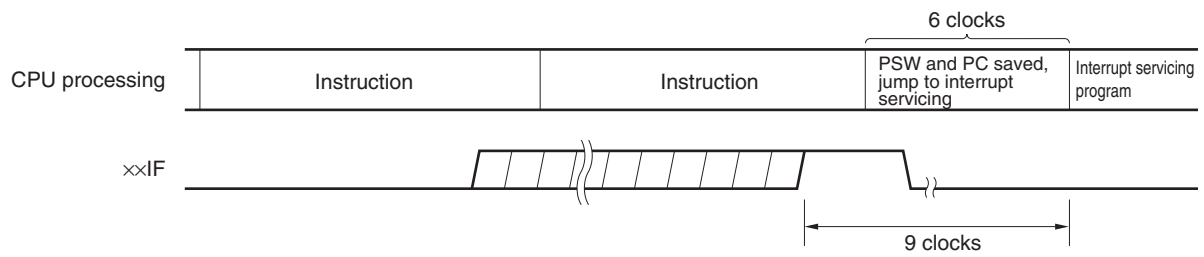 6 clocks
CPU processing
Instruction
Instruction
PSW and PC saved,
jump to interrupt
servicing
Interrupt servicing
program
××IF
9 clocks